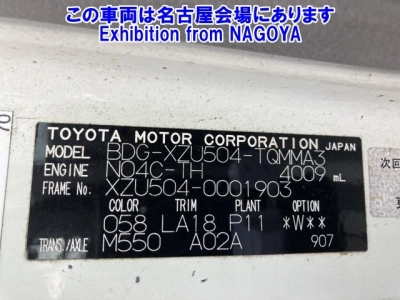 この車両は名古屋会場にあります
Exhibition from NAGOYA
TOYOTA MOTOR CORPORATION JAPAN
MODEL BDG-XZU504-TQMMA3
ENGINE NO4C-TH 4009 mL
FRAME No. XZU504-0001903
COLOR TRIM PLANT OPTIONS
058 LA18 P11 *W**
TRANS./AXLE M550 A02A 907
次回